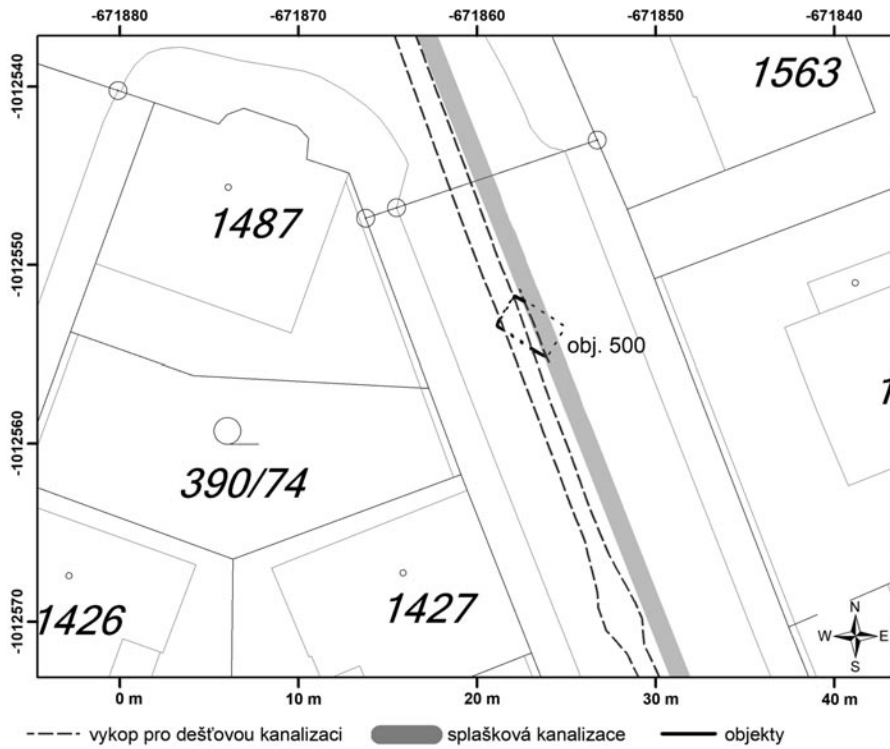 -671880 -671870 -671860 -671850 -671840
-1012540
-1012550
-1012560
-1012570
1563
1487
obj. 500
390/74
1426
1427
1
N
W E
S
0 m 10 m 20 m 30 m 40 m
vykop pro dešťovou kanalizaci splašková kanalizace objekty